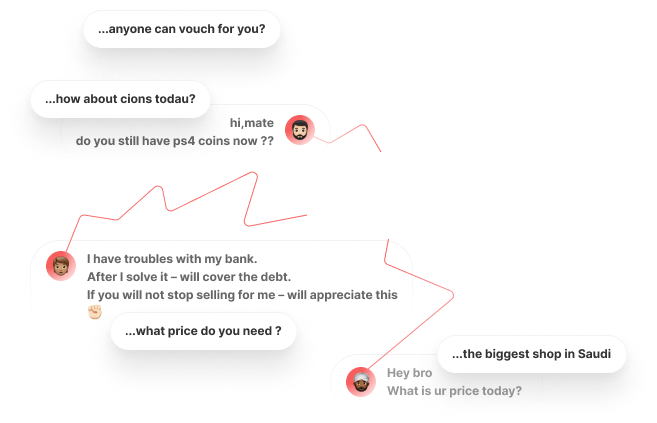 ...anyone can vouch for you?
...how about cions todau?
hi,mate
do you still have ps4 coins now ??
I have troubles with my bank.
After I solve it – will cover the debt.
If you will not stop selling for me – will appreciate this
✊🏻
...what price do you need ?
...the biggest shop in Saudi
Hey bro
What is ur price today?